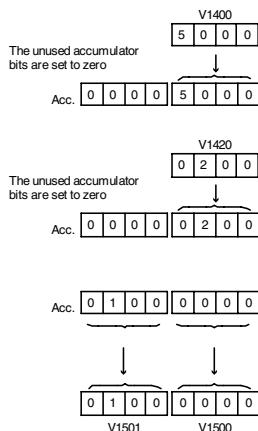 V1400
5 0 0 0
The unused accumulator
bits are set to zero
Acc. 0 0 0 0 5 0 0 0
V1420
0 2 0 0
The unused accumulator
bits are set to zero
Acc. 0 0 0 0 0 2 0 0
Acc. 0 1 0 0 0 0 0 0
0 1 0 0 0 0 0 0
V1501 V1500